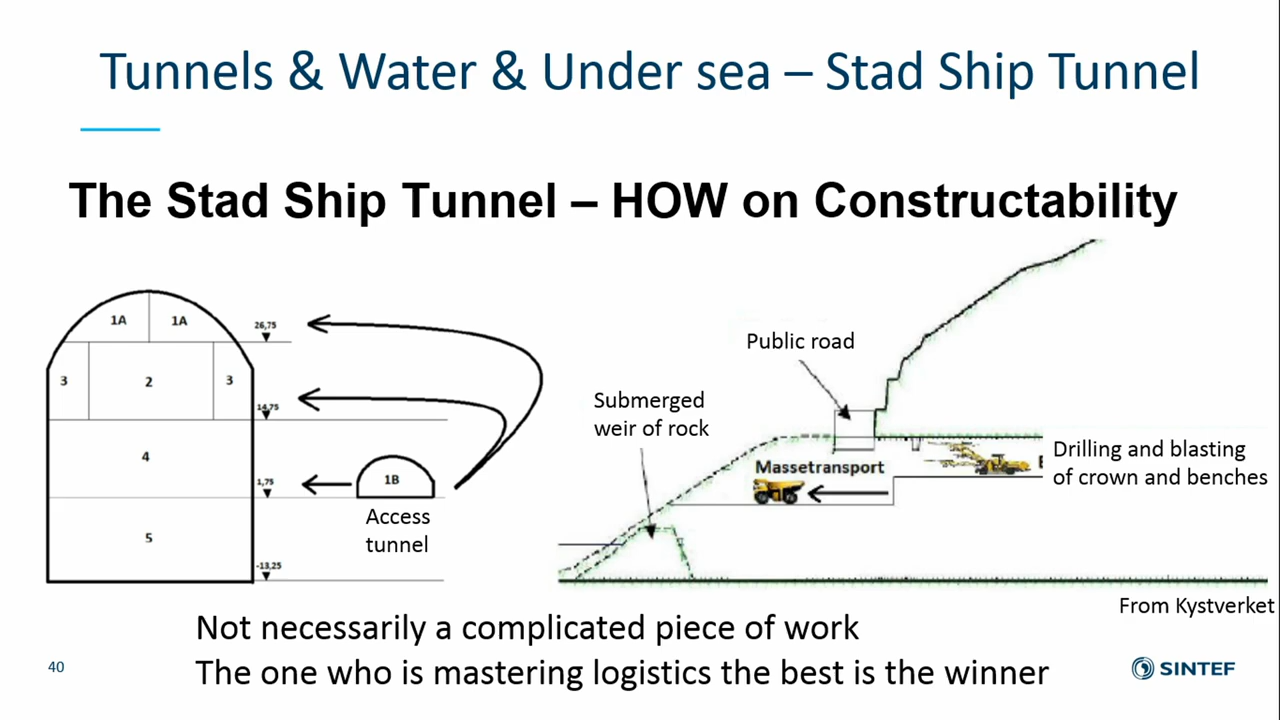 Tunnels & Water & Under sea – Stad Ship Tunnel
The Stad Ship Tunnel – HOW on Constructability
1A
1A
26,75
3
2
3
14,75
4
1B
1,75
Access
tunnel
5
-13,25
Public road
Submerged
weir of rock
Massetransport
Drilling and blasting
of crown and benches
From Kystverket
Not necessarily a complicated piece of work
The one who is mastering logistics the best is the winner
40
SINTEF